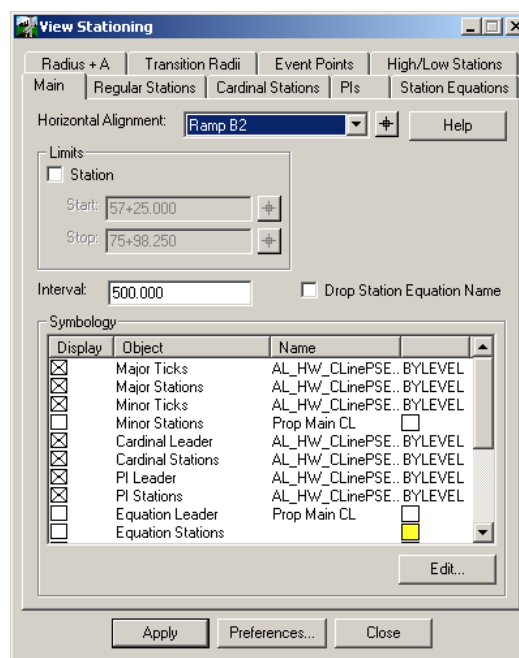 View Stationing
Radius + A Transition Radii Event Points High/Low Stations
Main Regular Stations Cardinal Stations PIs Station Equations
Horizontal Alignment: Ramp B2 Help
Limits
Station
Start: 57+25.000
Stop: 75+98.250
Interval: 500.000 Drop Station Equation Name
Symbology
Display Object Name
Major Ticks AL_HW_CLinePSE.. BYLEVEL
Major Stations AL_HW_CLinePSE.. BYLEVEL
Minor Ticks AL_HW_CLinePSE.. BYLEVEL
Minor Stations Prop Main CL
Cardinal Leader AL_HW_CLinePSE.. BYLEVEL
Cardinal Stations AL_HW_CLinePSE.. BYLEVEL
PI Leader AL_HW_CLinePSE.. BYLEVEL
PI Stations AL_HW_CLinePSE.. BYLEVEL
Equation Leader Prop Main CL
Equation Stations
Edit...
Apply Preferences... Close